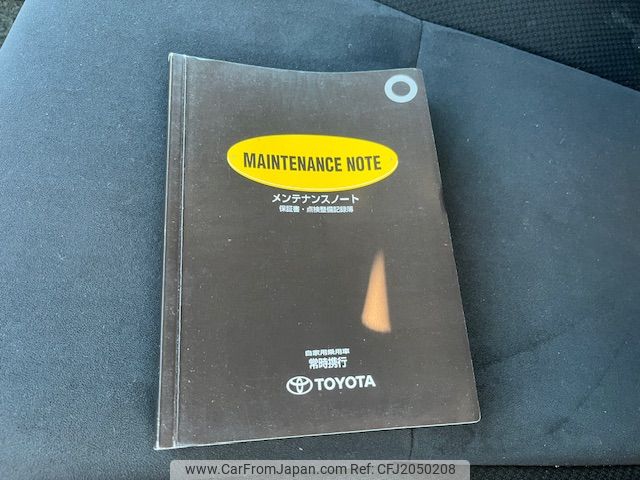 MAINTENANCE NOTE
メンテナンスノート
保証書・点検整備記録簿
自家用乗用車
常時携行
TOYOTA
www.CarFromJapan.com | CFJ2050208